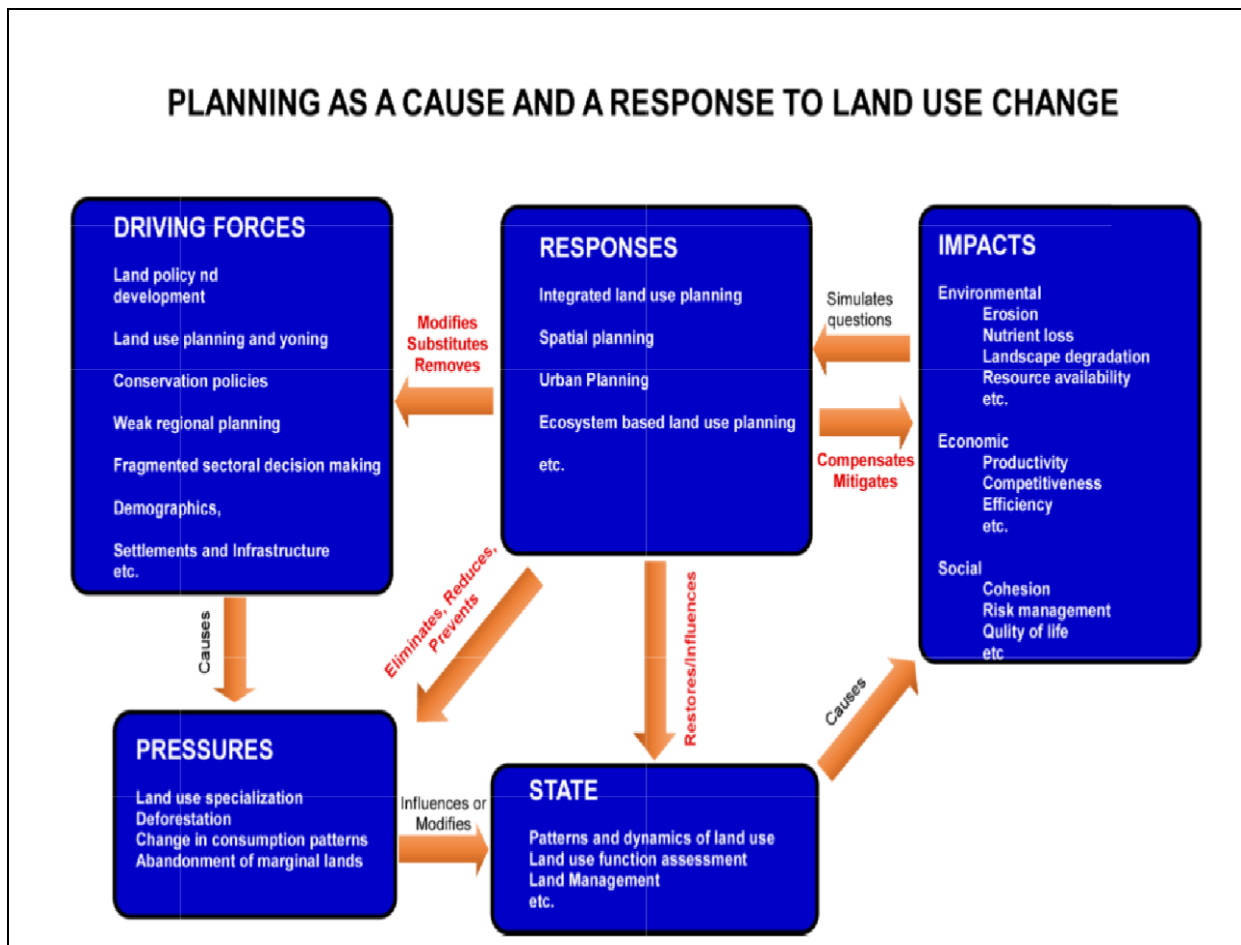 PLANNING AS A CAUSE AND A RESPONSE TO LAND USE CHANGE
DRIVING FORCES
Land policy nd
development
Land use planning and yoning
Conservation policies
Weak regional planning
Fragmented sectoral decision making
Demographics,
Settlements and Infrastructure
etc.
Modifies
Substitutes
Removes
RESPONSES
Integrated land use planning
Spatial planning
Urban Planning
Ecosystem based land use planning
etc.
Simulates
questions
Compensates
Mitigates
IMPACTS
Environmental
Erosion
Nutrient loss
Landscape degradation
Resource availability
etc.
Economic
Productivity
Competitiveness
Efficiency
etc.
Social
Cohesion
Risk management
Qulity of life
etc
Causes
Eliminates, Reduces,
Prevents
Restores/Influences
Causes
PRESSURES
Land use specialization
Deforestation
Change in consumption patterns
Abandonment of marginal lands
Influences or
Modifies
STATE
Patterns and dynamics of land use
Land use function assessment
Land Management
etc.